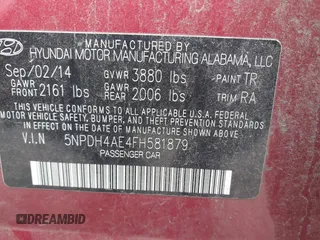 MANUFACTURED BY
HYUNDAI MOTOR MANUFACTURING ALABAMA, LLC
Sep/02/14 GVWR 3880 lbs PAINT TR
GAWR FRONT 2161 lbs GAWR REAR 2006 lbs TRIM RA
THIS VEHICLE CONFORMS TO ALL APPLICABLE FEDERAL
MOTOR VEHICLE SAFETY, BUMPER, AND THEFT PREVENTION
STANDARDS IN EFFECT ON THE DATE OF MANUFACTURE SHOWN ABOVE.
V.I.N 5NPDH4AE4FH581879
PASSENGER CAR
DREAMBID